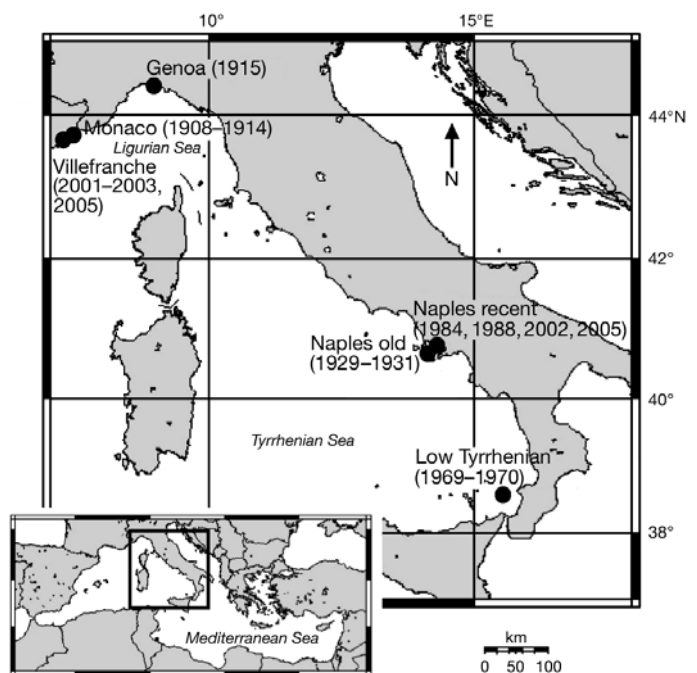 10°
15°E
Genoa (1915)
44°N
Monaco (1908–1914)
Ligurian Sea
N
Villefranche
(2001–2003,
2005)
42°
Naples recent
(1984, 1988, 2002, 2005)
Naples old
(1929–1931)
40°
Tyrrhenian Sea
Low Tyrrhenian
(1969–1970)
38°
Mediterranean Sea
km
0 50 100